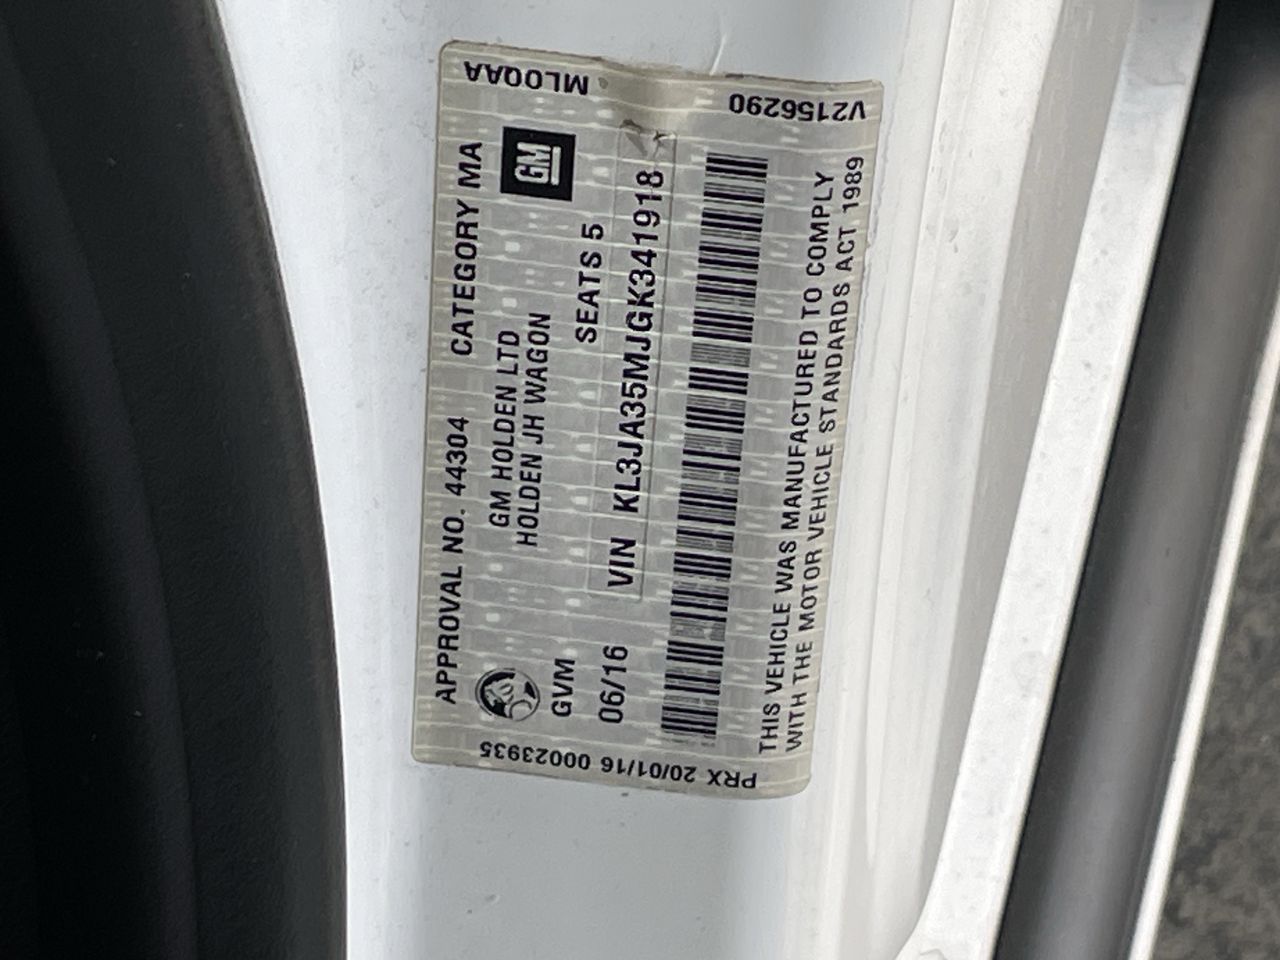 APPROVAL NO. 44304 CATEGORY MA
GM HOLDEN LTD
HOLDEN JH WAGON
GM
GVM SEATS 5
06/16 VIN KL3JA35MJGK341918
THIS VEHICLE WAS MANUFACTURED TO COMPLY
WITH THE MOTOR VEHICLE STANDARDS ACT 1989
PRX 20/01/16 00023935
V2156290
ML0QAA